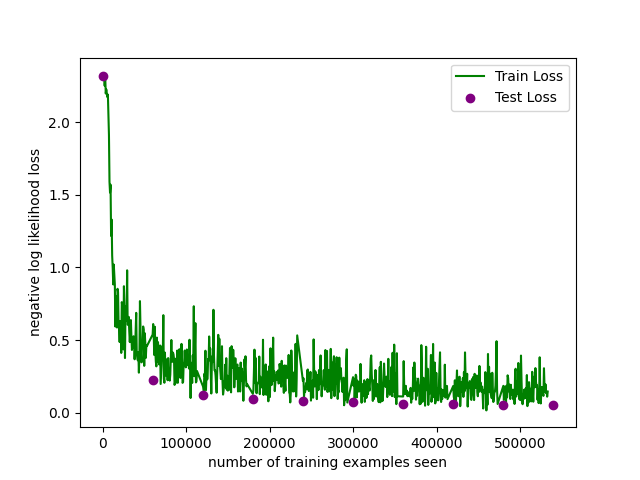 Train Loss
Test Loss
2.0
1.5
1.0
0.5
0.0
negative log likelihood loss
0
100000
200000
300000
400000
500000
number of training examples seen